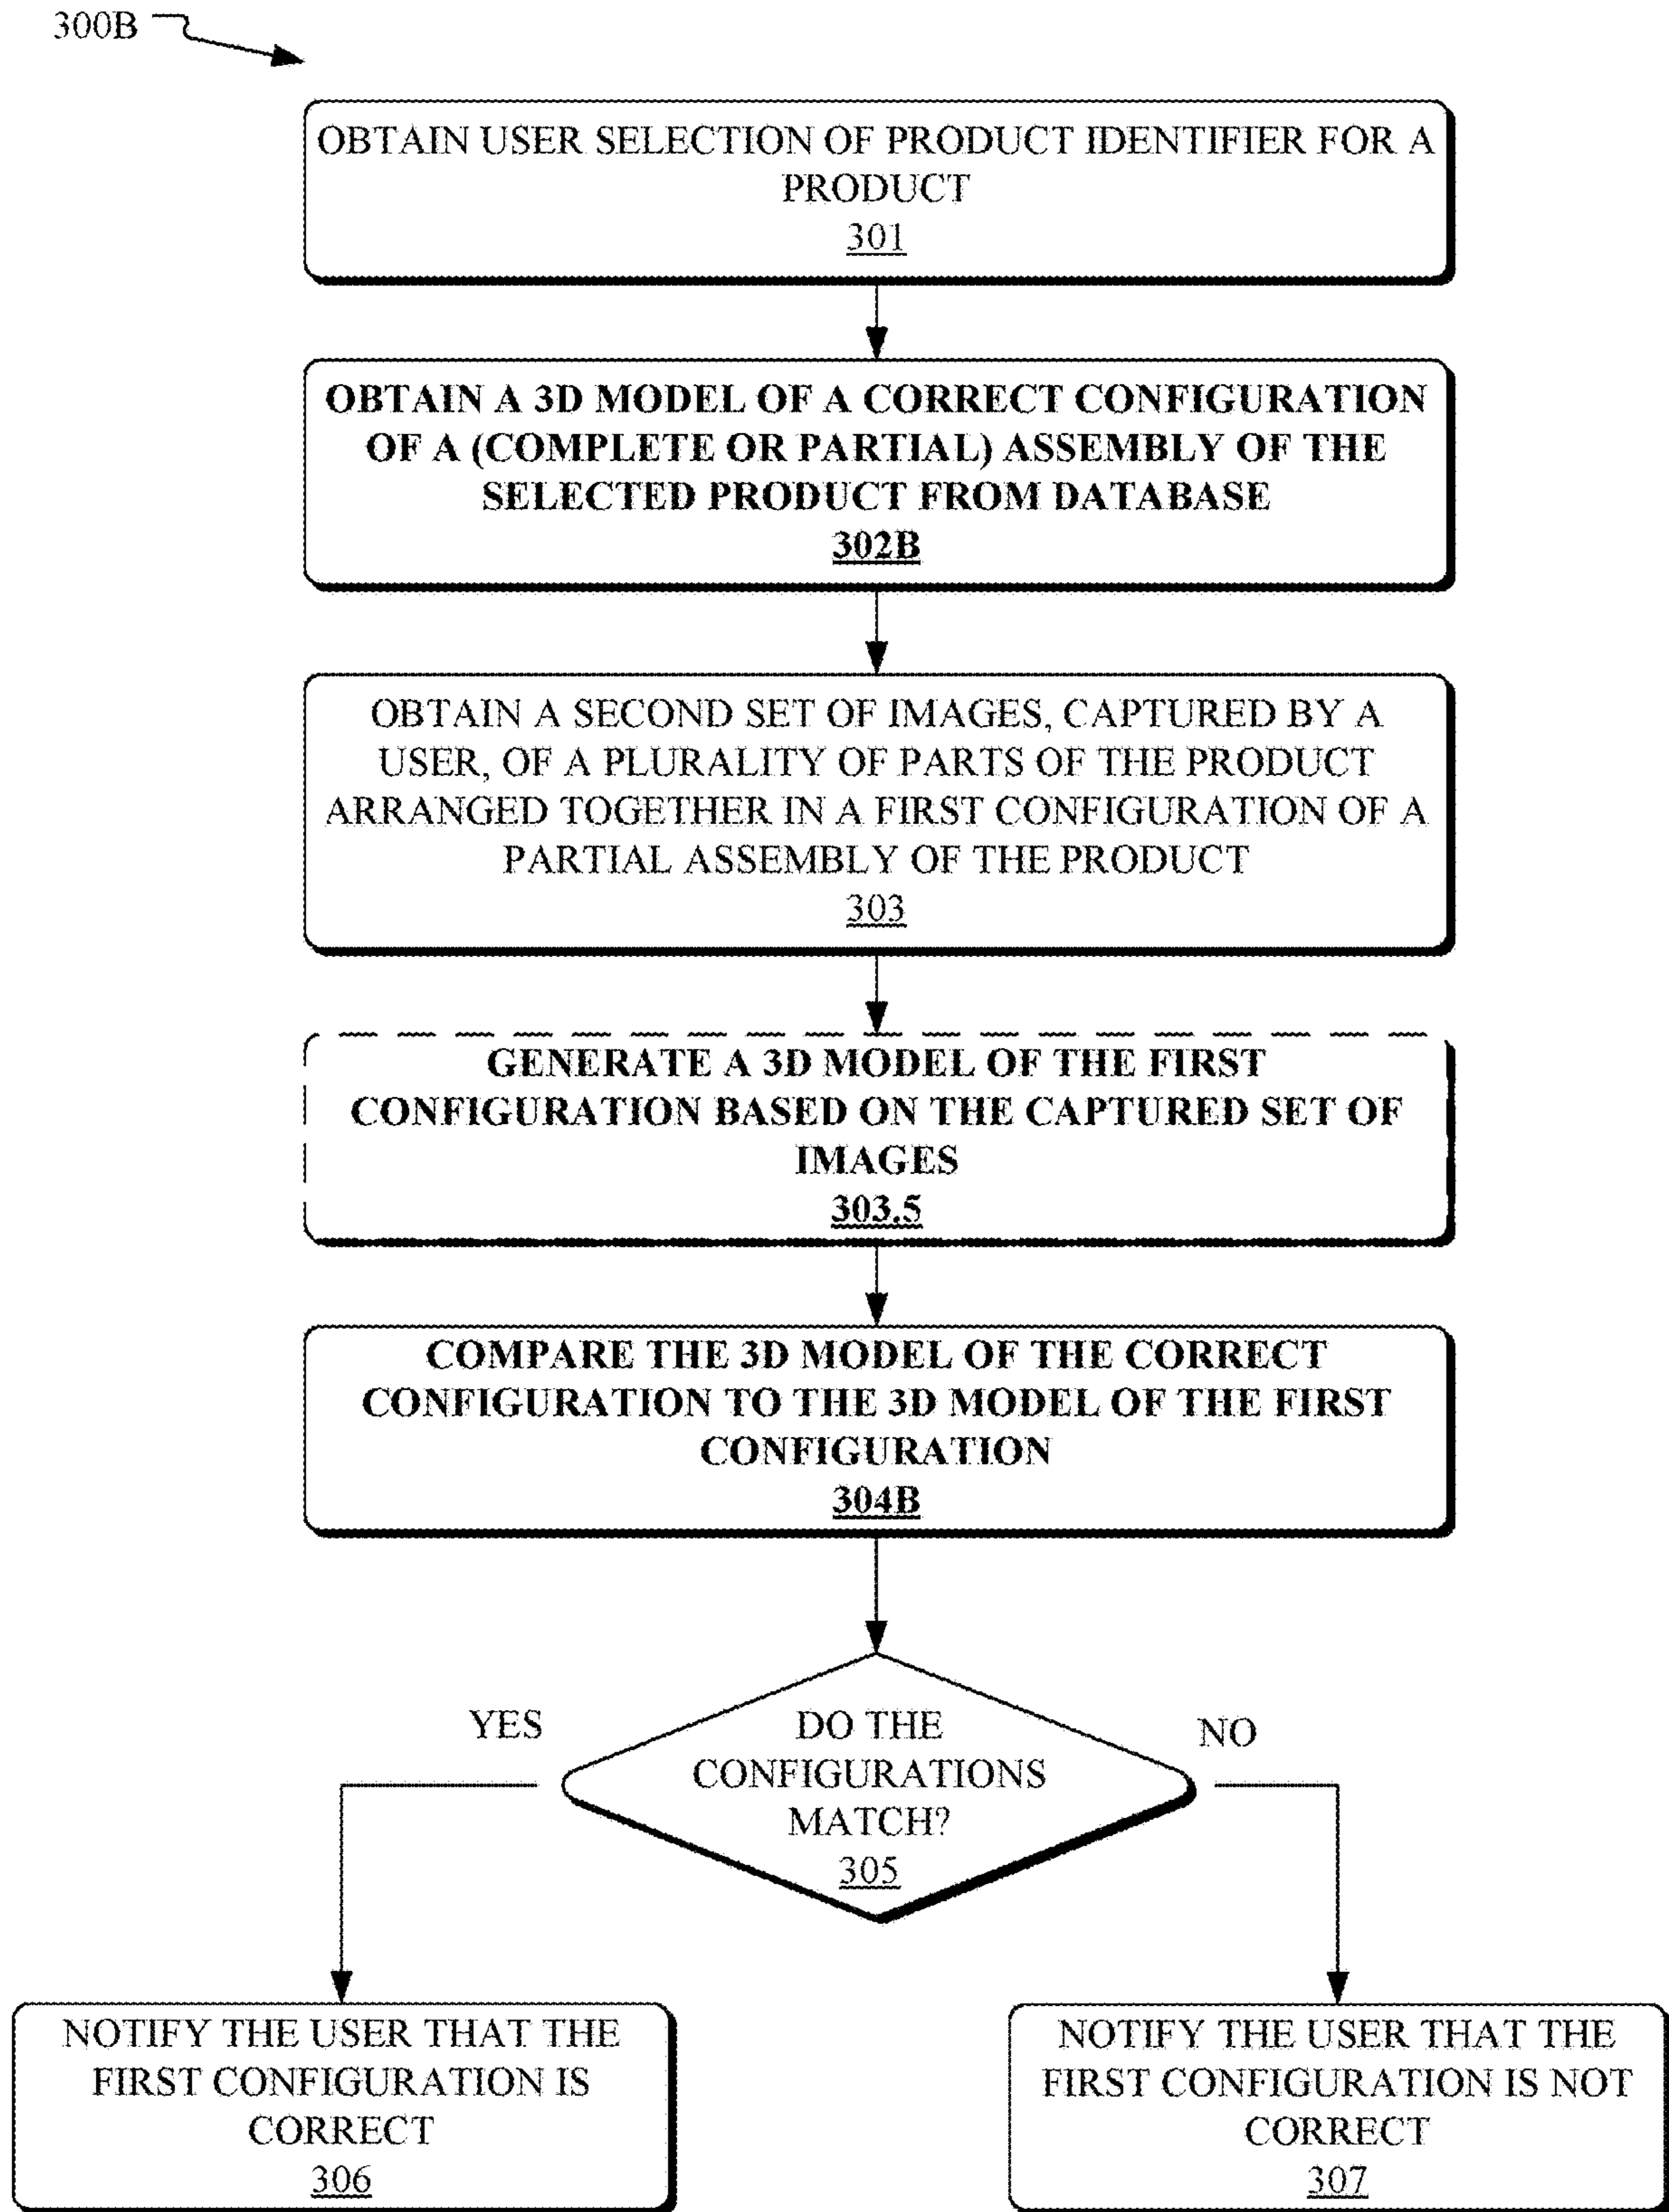 300B
OBTAIN USER SELECTION OF PRODUCT IDENTIFIER FOR A
PRODUCT
301
OBTAIN A 3D MODEL OF A CORRECT CONFIGURATION
OF A (COMPLETE OR PARTIAL) ASSEMBLY OF THE
SELECTED PRODUCT FROM DATABASE
302B
OBTAIN A SECOND SET OF IMAGES, CAPTURED BY A
USER, OF A PLURALITY OF PARTS OF THE PRODUCT
ARRANGED TOGETHER IN A FIRST CONFIGURATION OF A
PARTIAL ASSEMBLY OF THE PRODUCT
303
GENERATE A 3D MODEL OF THE FIRST
CONFIGURATION BASED ON THE CAPTURED SET OF
IMAGES
303.5
COMPARE THE 3D MODEL OF THE CORRECT
CONFIGURATION TO THE 3D MODEL OF THE FIRST
CONFIGURATION
304B
YES
DO THE
CONFIGURATIONS
MATCH?
305
NO
NOTIFY THE USER THAT THE
FIRST CONFIGURATION IS
CORRECT
306
NOTIFY THE USER THAT THE
FIRST CONFIGURATION IS NOT
CORRECT
307